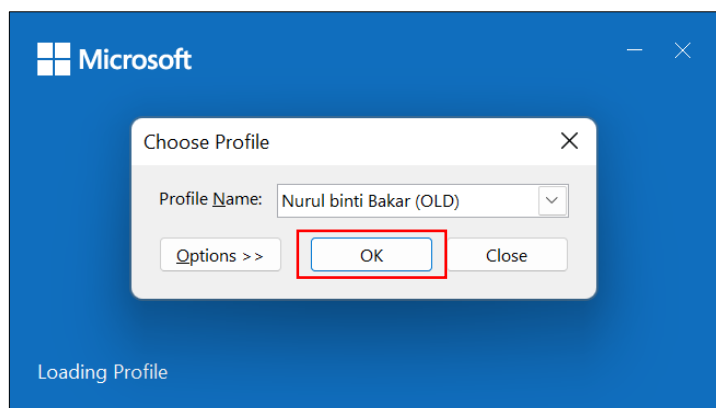 Microsoft
Choose Profile
Profile Name: Nurul binti Bakar (OLD)
Options >> OK Close
Loading Profile